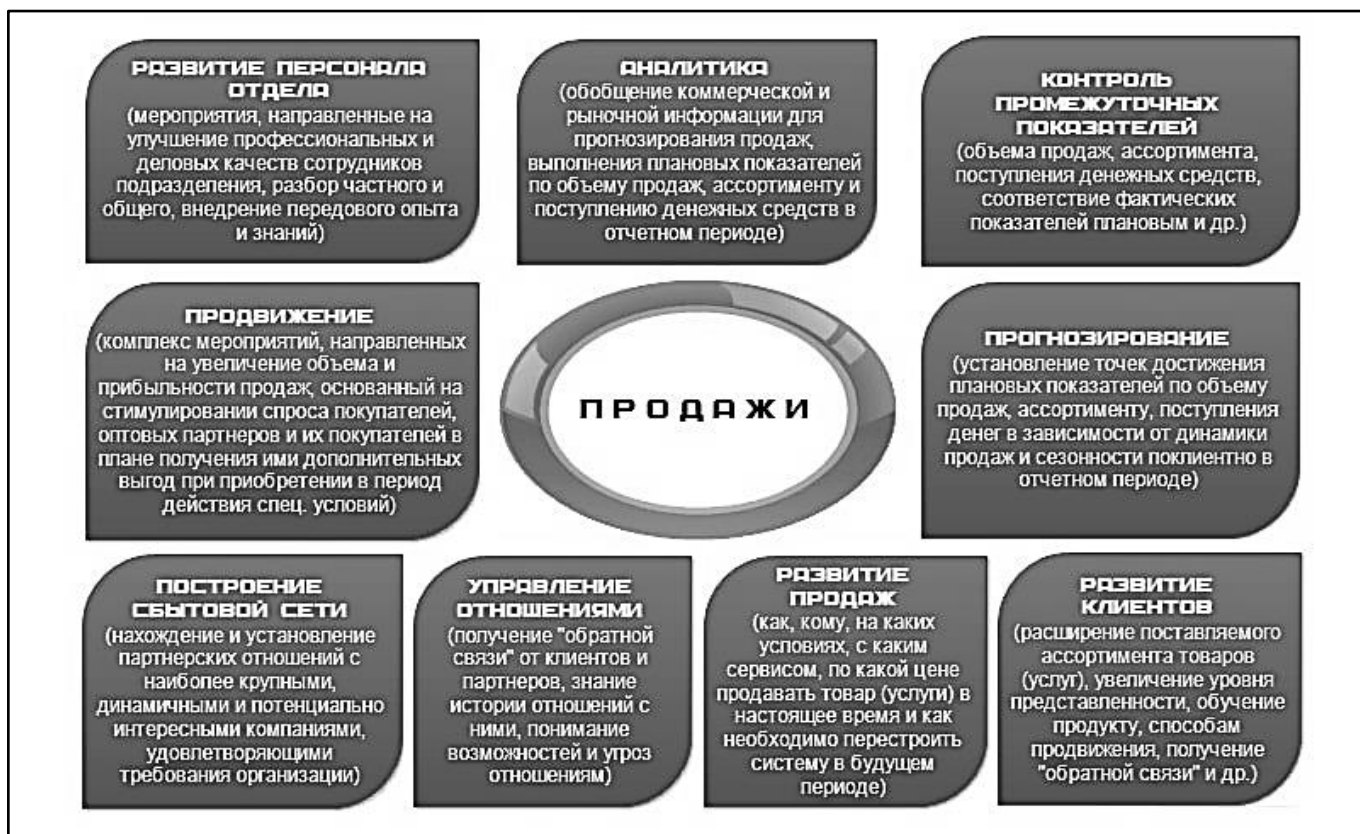 РАЗВИТИЕ ПЕРСОНАЛА
ОТДЕЛА
(мероприятия, направленные на
улучшение профессиональных и
деловых качеств сотрудников
подразделения, разбор частного и
общего, внедрение передового опыта
и знаний)
АНАЛИТИКА
(обобщение коммерческой и
рыночной информации для
прогнозирования продаж,
выполнения плановых показателей
по объему продаж, ассортименту и
поступлению денежных средств в
отчетном периоде)
КОНТРОЛЬ
ПРОМЕЖУТОЧНЫХ
ПОКАЗАТЕЛЕЙ
(объема продаж, ассортимента,
поступления денежных средств,
соответствие фактических
показателей плановым и др.)
ПРОДВИЖЕНИЕ
(комплекс мероприятий, направленных
на увеличение объема и
прибыльности продаж, основанный на
стимулировании спроса покупателей,
оптовых партнеров и их покупателей в
плане получения ими дополнительных
выгод при приобретении в период
действия спец. условий)
ПРОДАЖИ
ПРОГНОЗИРОВАНИЕ
(установление точек достижения
плановых показателей по объему
продаж, ассортименту, поступления
денег в зависимости от динамики
продаж и сезонности поклиентно в
отчетном периоде)
ПОСТРОЕНИЕ
СБЫТОВОЙ СЕТИ
(нахождение и установление
партнерских отношений с
наиболее крупными,
динамичными и потенциально
интересными компаниями,
удовлетворяющими
требования организации)
УПРАВЛЕНИЕ
ОТНОШЕНИЯМИ
(получение "обратной
связи" от клиентов и
партнеров, знание
истории отношений с
ними, понимание
возможностей и угроз
отношениям)
РАЗВИТИЕ
ПРОДАЖ
(как, кому, на каких
условиях, с каким
сервисом, по какой цене
продавать товар (услуги) в
настоящее время и как
необходимо перестроить
систему в будущем
периоде)
РАЗВИТИЕ
КЛИЕНТОВ
(расширение поставляемого
ассортимента товаров
(услуг), увеличение уровня
представленности, обучение
продукту, способам
продвижения, получение
"обратной связи" и др.)